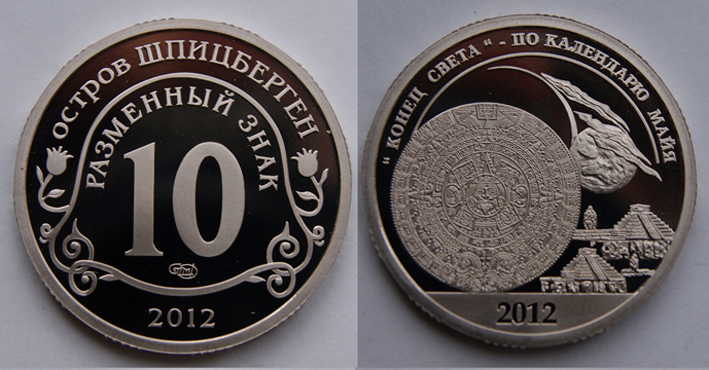 ОСТРОВ ШПИЦБЕРГЕН
РАЗМЕННЫЙ ЗНАК
10
2012
"КОНЕЦ СВЕТА" - ПО КАЛЕНДАРЮ МАЙЯ
2012